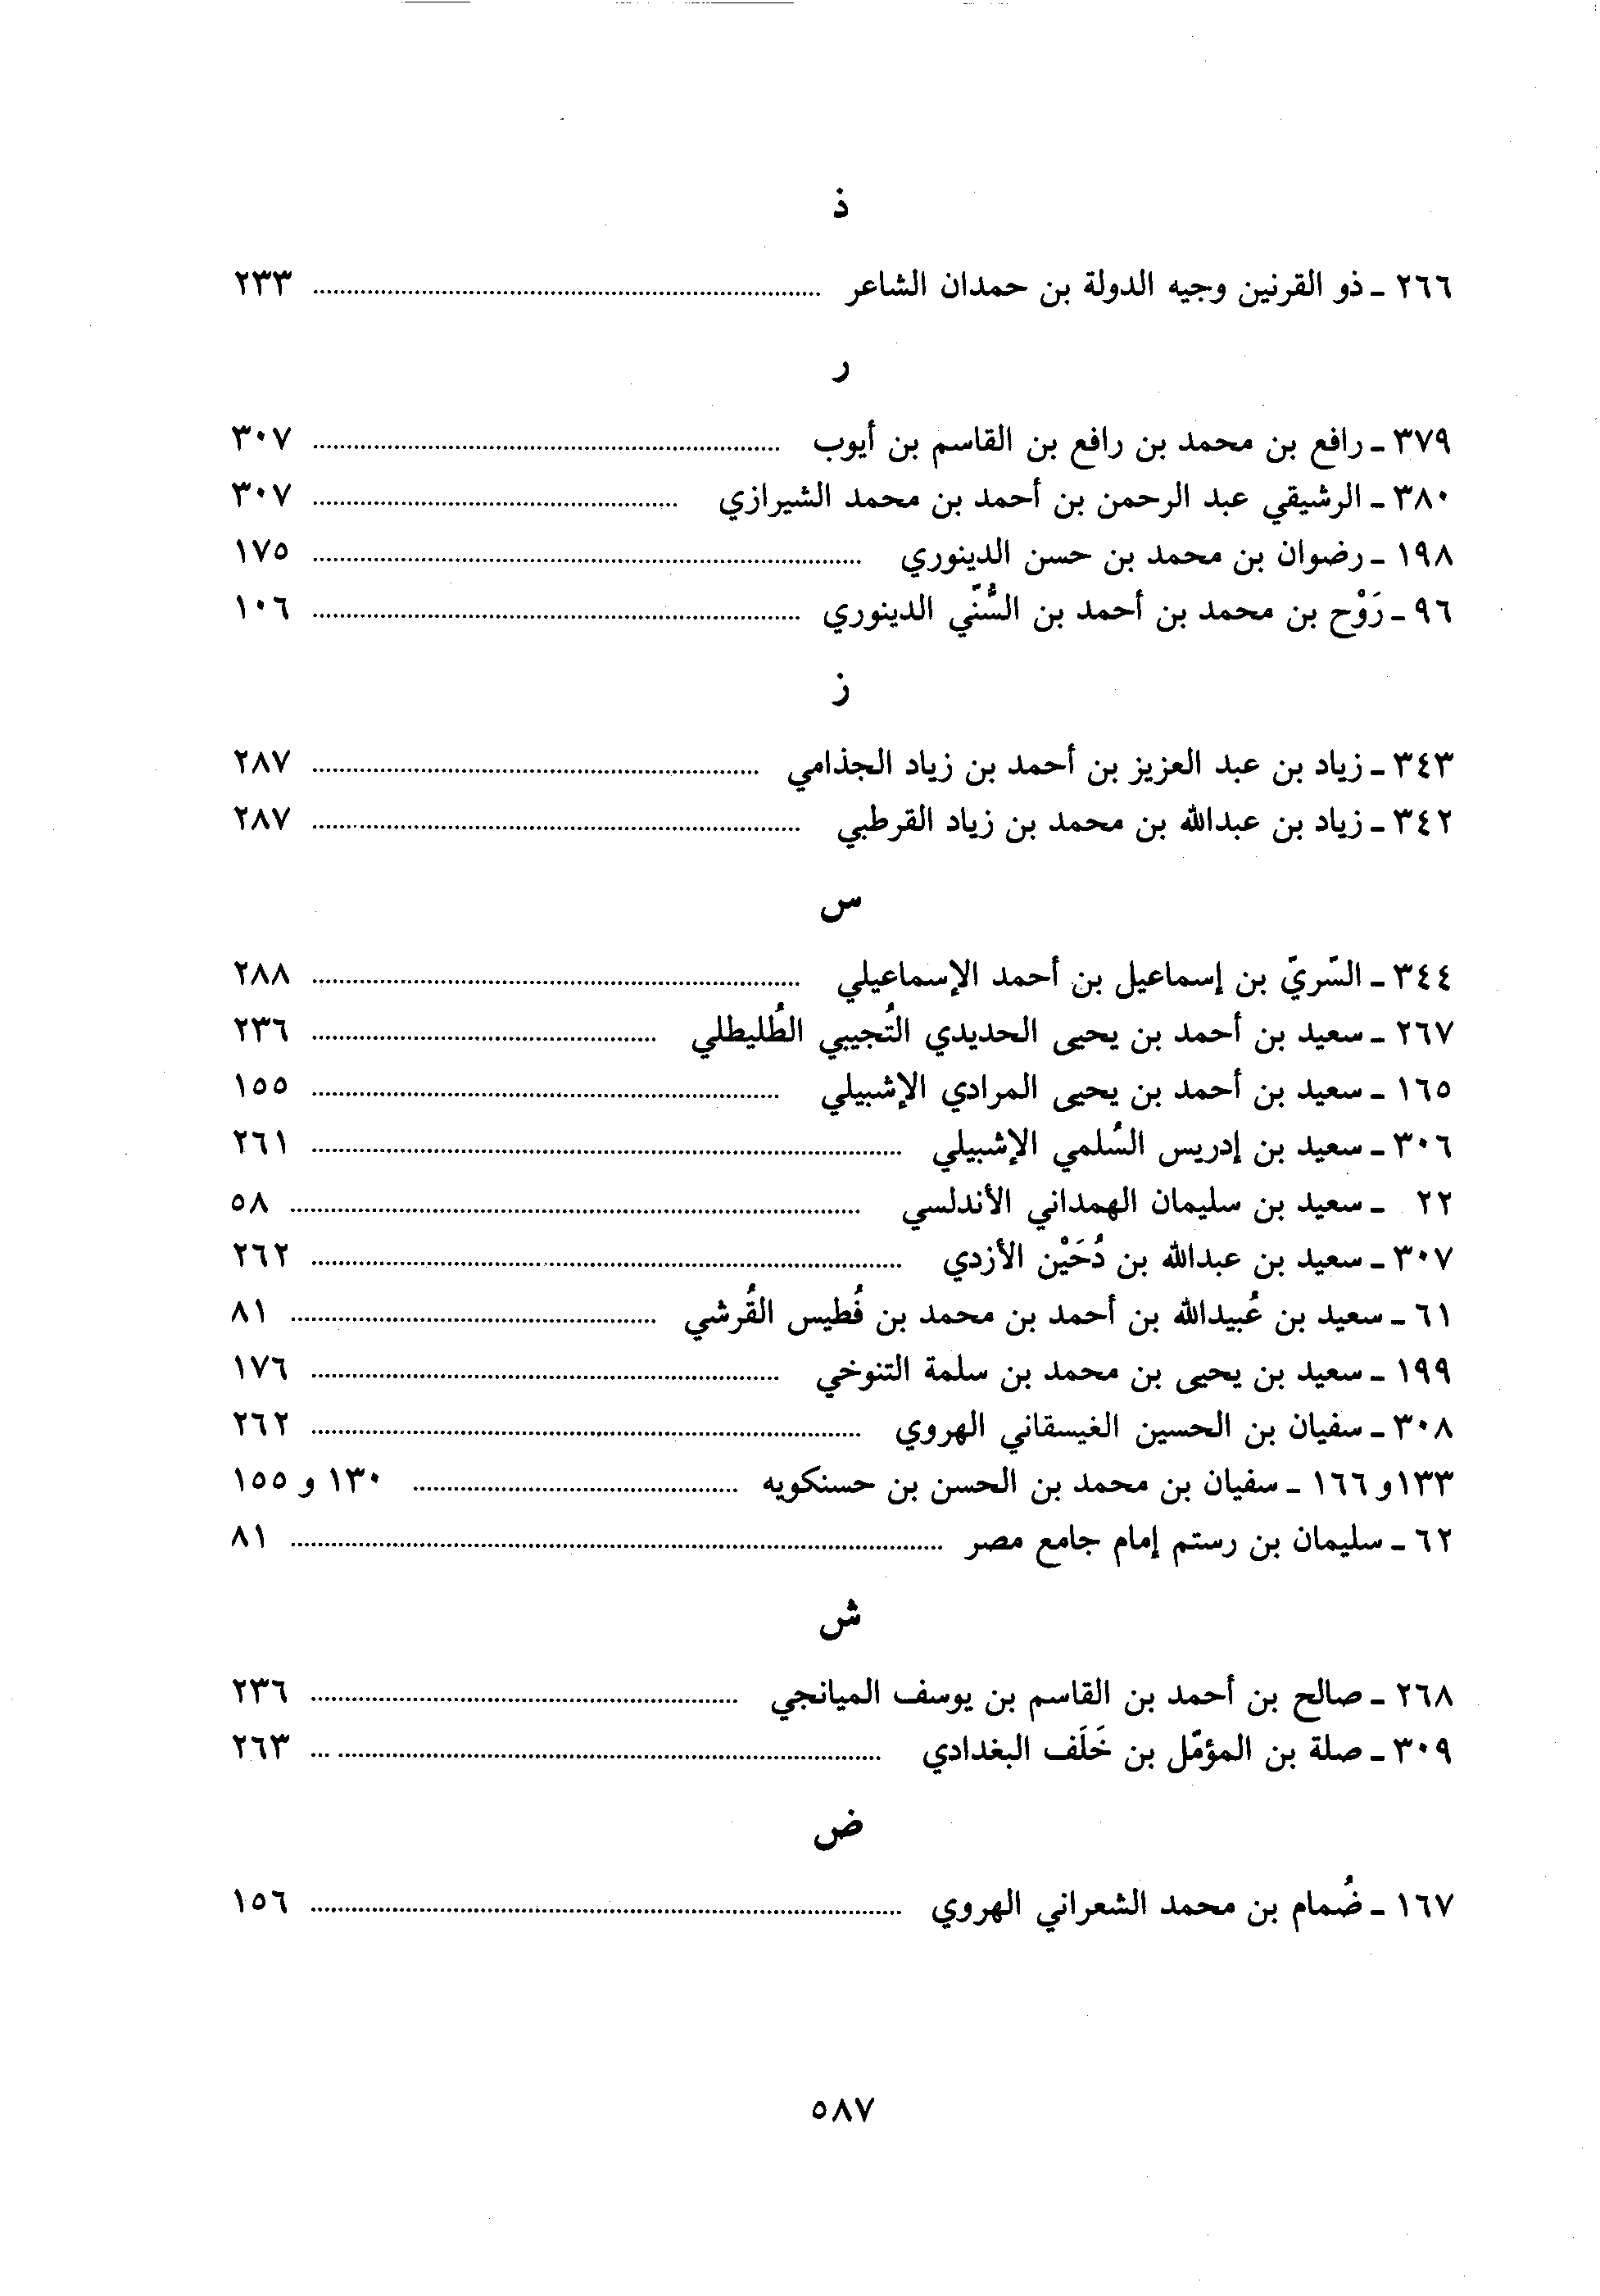 ذ
٢٦٦ - ذو القرنين وجيه الدولة بن حمدان الشاعر ........ ٢٣٣
ر
٣٧٩ - رافع بن محمد بن رافع بن القاسم بن أيوب ........ ٣٠٧
٣٨٠ - الرشيقي عبد الرحمن بن أحمد بن محمد الشيرازي ........ ٣٠٧
١٩٨ - رضوان بن محمد بن حسن الدينوري ........ ١٧٥
٩٦ - رَوْح بن محمد بن أحمد بن السُّنّي الدينوري ........ ١٠٦
ز
٣٤٣ - زياد بن عبد العزيز بن أحمد بن زياد الجذامي ........ ٢٨٧
٣٤٢ - زياد بن عبدالله بن محمد بن زياد القرطبي ........ ٢٨٧
س
٣٤٤ - السّريّ بن إسماعيل بن أحمد الإسماعيلي ........ ٢٨٨
٢٦٧ - سعيد بن أحمد بن يحيى الحديدي التُجيبي الطُليطلي ........ ٢٣٦
١٦٥ - سعيد بن أحمد بن يحيى المرادي الإشبيلي ........ ١٥٥
٣٠٦ - سعيد بن إدريس السُلمي الإشبيلي ........ ٢٦١
٢٢ - سعيد بن سليمان الهمداني الأندلسي ........ ٥٨
٣٠٧ - سعيد بن عبدالله بن دُحَيْن الأزدي ........ ٢٦٢
٦١ - سعيد بن عُبيدالله بن أحمد بن محمد بن فُطيس القُرشي ........ ٨١
١٩٩ - سعيد بن يحيى بن محمد بن سلمة التنوخي ........ ١٧٦
٣٠٨ - سفيان بن الحسين الغيسقاني الهروي ........ ٢٦٢
١٣٣ و ١٦٦ - سفيان بن محمد بن الحسن بن حسنكويه ........ ١٣٠ و ١٥٥
٦٢ - سليمان بن رستم إمام جامع مصر ........ ٨١
ش
٢٦٨ - صالح بن أحمد بن القاسم بن يوسف الميانجي ........ ٢٣٦
٣٠٩ - صلة بن المؤمّل بن خَلَف البغدادي ........ ٢٦٣
ض
١٦٧ - ضُمام بن محمد الشعراني الهروي ........ ١٥٦
٥٨٧